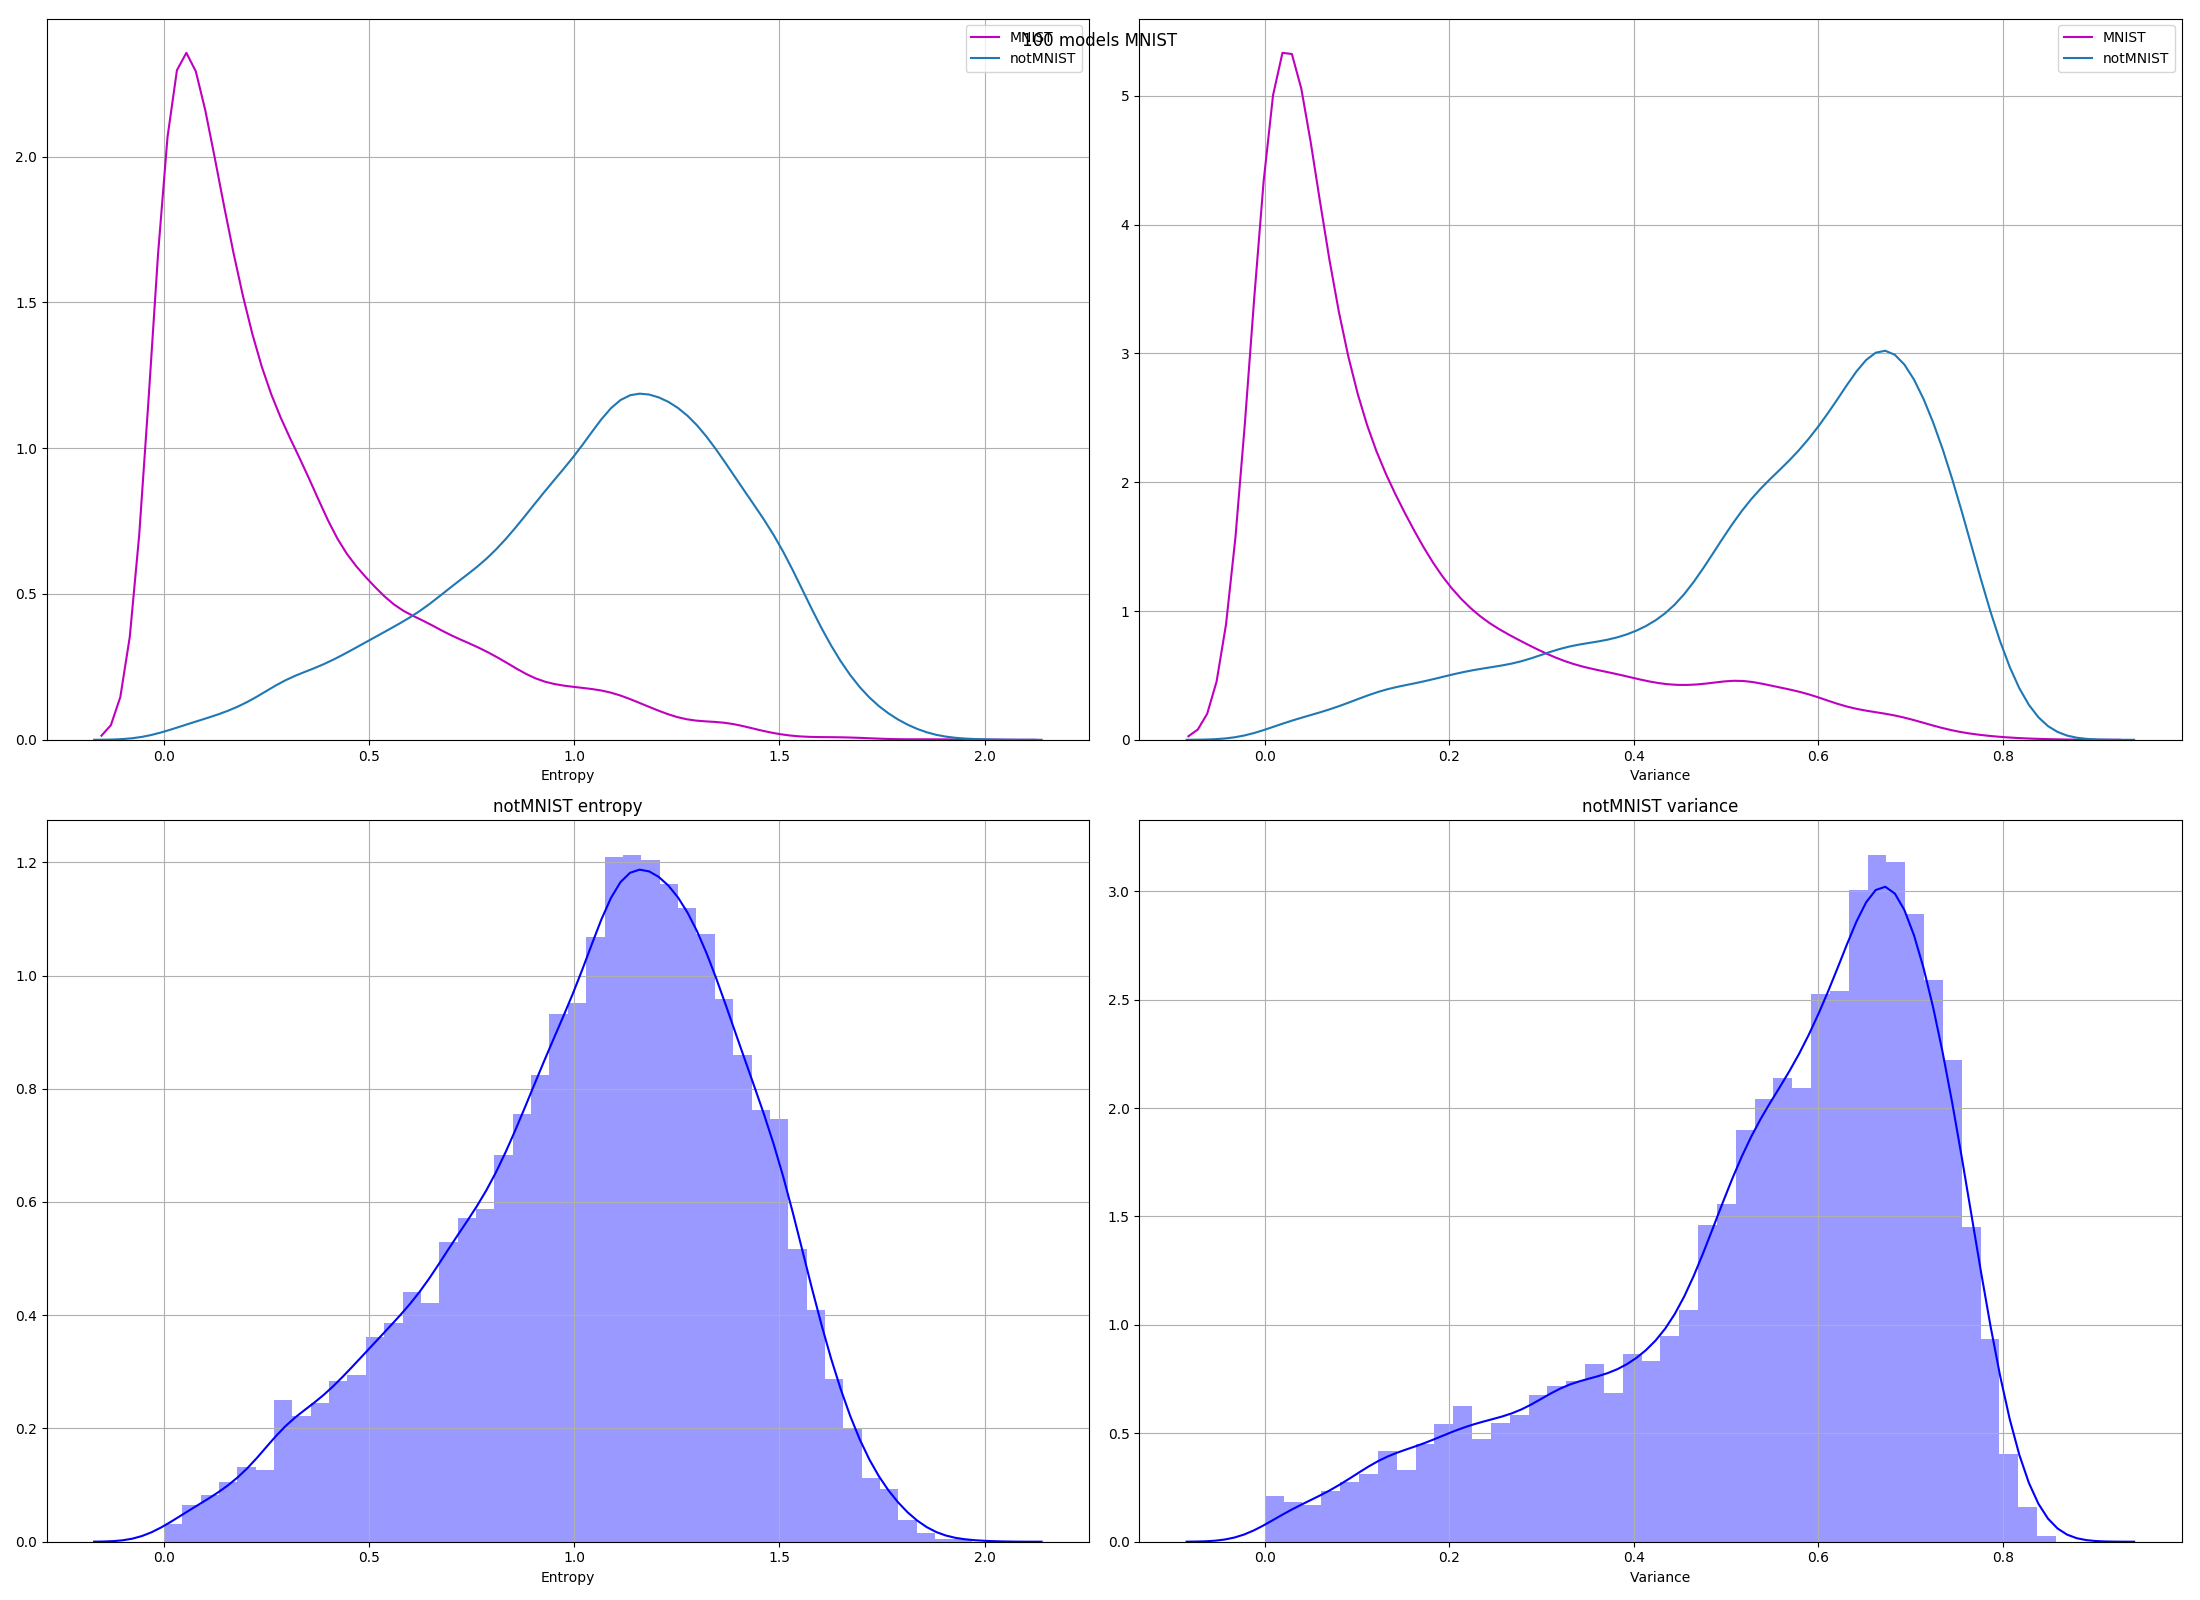 100 models MNIST
MNIST
notMNIST
2.0
1.5
1.0
0.5
0.0
0.0 0.5 1.0 1.5 2.0
Entropy
MNIST
notMNIST
5
4
3
2
1
0
0.0 0.2 0.4 0.6 0.8
Variance
notMNIST entropy
1.2
1.0
0.8
0.6
0.4
0.2
0.0
0.0 0.5 1.0 1.5 2.0
Entropy
notMNIST variance
3.0
2.5
2.0
1.5
1.0
0.5
0.0
0.0 0.2 0.4 0.6 0.8
Variance